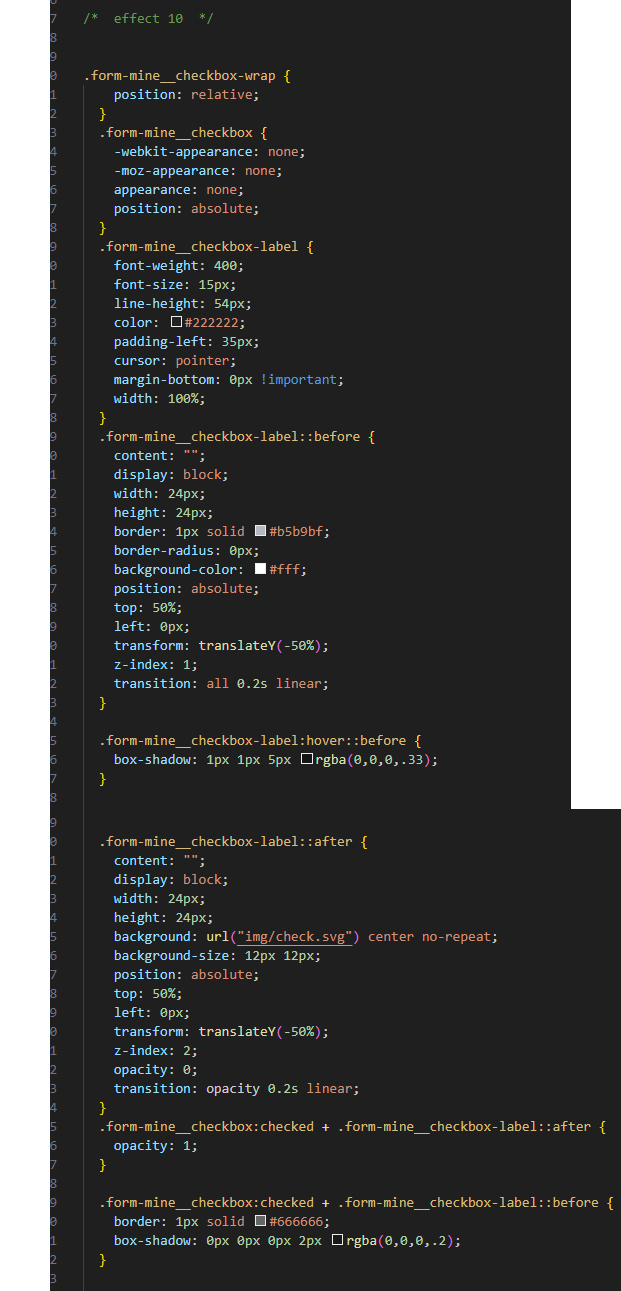 7 /*  effect 10  */
8
9
0 .form-mine__checkbox-wrap {
1 position: relative;
2 }
3 .form-mine__checkbox {
4 -webkit-appearance: none;
5 -moz-appearance: none;
6 appearance: none;
7 position: absolute;
8 }
9 .form-mine__checkbox-label {
0 font-weight: 400;
1 font-size: 15px;
2 line-height: 54px;
3 color: #222222;
4 padding-left: 35px;
5 cursor: pointer;
6 margin-bottom: 0px !important;
7 width: 100%;
8 }
9 .form-mine__checkbox-label::before {
0 content: "";
1 display: block;
2 width: 24px;
3 height: 24px;
4 border: 1px solid #b5b9bf;
5 border-radius: 0px;
6 background-color: #fff;
7 position: absolute;
8 top: 50%;
9 left: 0px;
0 transform: translateY(-50%);
1 z-index: 1;
2 transition: all 0.2s linear;
3 }
4
5 .form-mine__checkbox-label:hover::before {
6 box-shadow: 1px 1px 5px rgba(0,0,0,.33);
7 }
8
9
0 .form-mine__checkbox-label::after {
1 content: "";
2 display: block;
3 width: 24px;
4 height: 24px;
5 background: url("img/check.svg") center no-repeat;
6 background-size: 12px 12px;
7 position: absolute;
8 top: 50%;
9 left: 0px;
0 transform: translateY(-50%);
1 z-index: 2;
2 opacity: 0;
3 transition: opacity 0.2s linear;
4 }
5 .form-mine__checkbox:checked + .form-mine__checkbox-label::after {
6 opacity: 1;
7 }
8
9 .form-mine__checkbox:checked + .form-mine__checkbox-label::before {
0 border: 1px solid #666666;
1 box-shadow: 0px 0px 0px 2px rgba(0,0,0,.2);
2 }
3